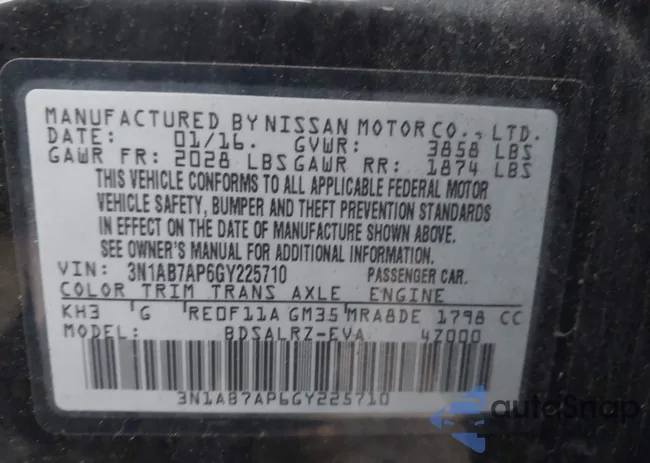 MANUFACTURED BY NISSAN MOTOR CO., LTD.
DATE: 01/16. GVWR: 3858 LBS
GAWR FR: 2028 LBS GAWR RR: 1874 LBS
THIS VEHICLE CONFORMS TO ALL APPLICABLE FEDERAL MOTOR
VEHICLE SAFETY, BUMPER AND THEFT PREVENTION STANDARDS
IN EFFECT ON THE DATE OF MANUFACTURE SHOWN ABOVE.
SEE OWNER'S MANUAL FOR ADDITIONAL INFORMATION.
VIN: 3N1AB7AP6GY225710 PASSENGER CAR.
COLOR TRIM TRANS AXLE ENGINE
KH3 G RE0F11A GM35 MRA8DE 1798 CC
MODEL: BDSALRZ-EVA 4Z000
3N1AB7AP6GY225710
autoSnap